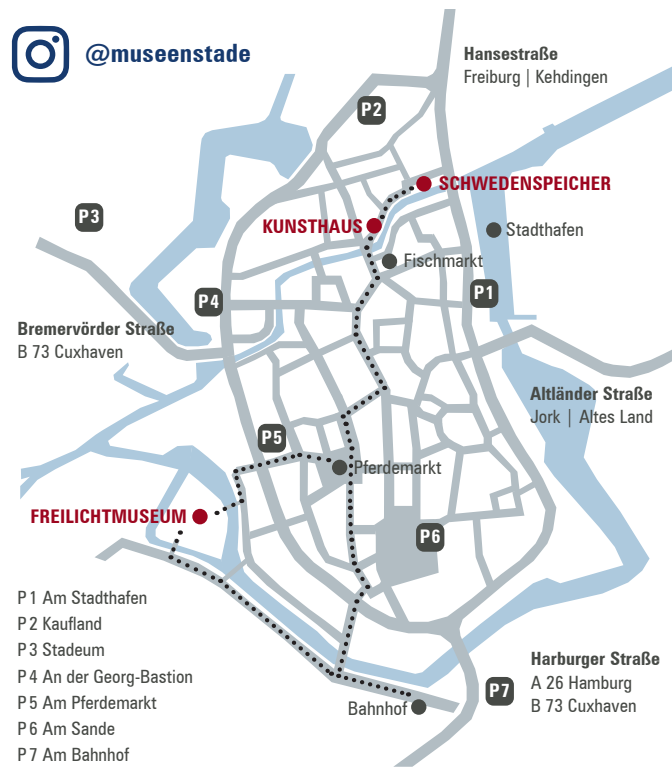 @museenstade
Hansestraße
Freiburg | Kehdingen
P2
SCHWEDENSPEICHER
P3
KUNSTHAUS
Stadthafen
Fischmarkt
P4
P1
Bremervörder Straße
B 73 Cuxhaven
Altländer Straße
Jork | Altes Land
P5
Pferdemarkt
FREILICHTMUSEUM
P6
P 1 Am Stadthafen
P 2 Kaufland
P 3 Stadeum
P 4 An der Georg-Bastion
P 5 Am Pferdemarkt
P 6 Am Sande
P 7 Am Bahnhof
Harburger Straße
A 26 Hamburg
B 73 Cuxhaven
P7
Bahnhof